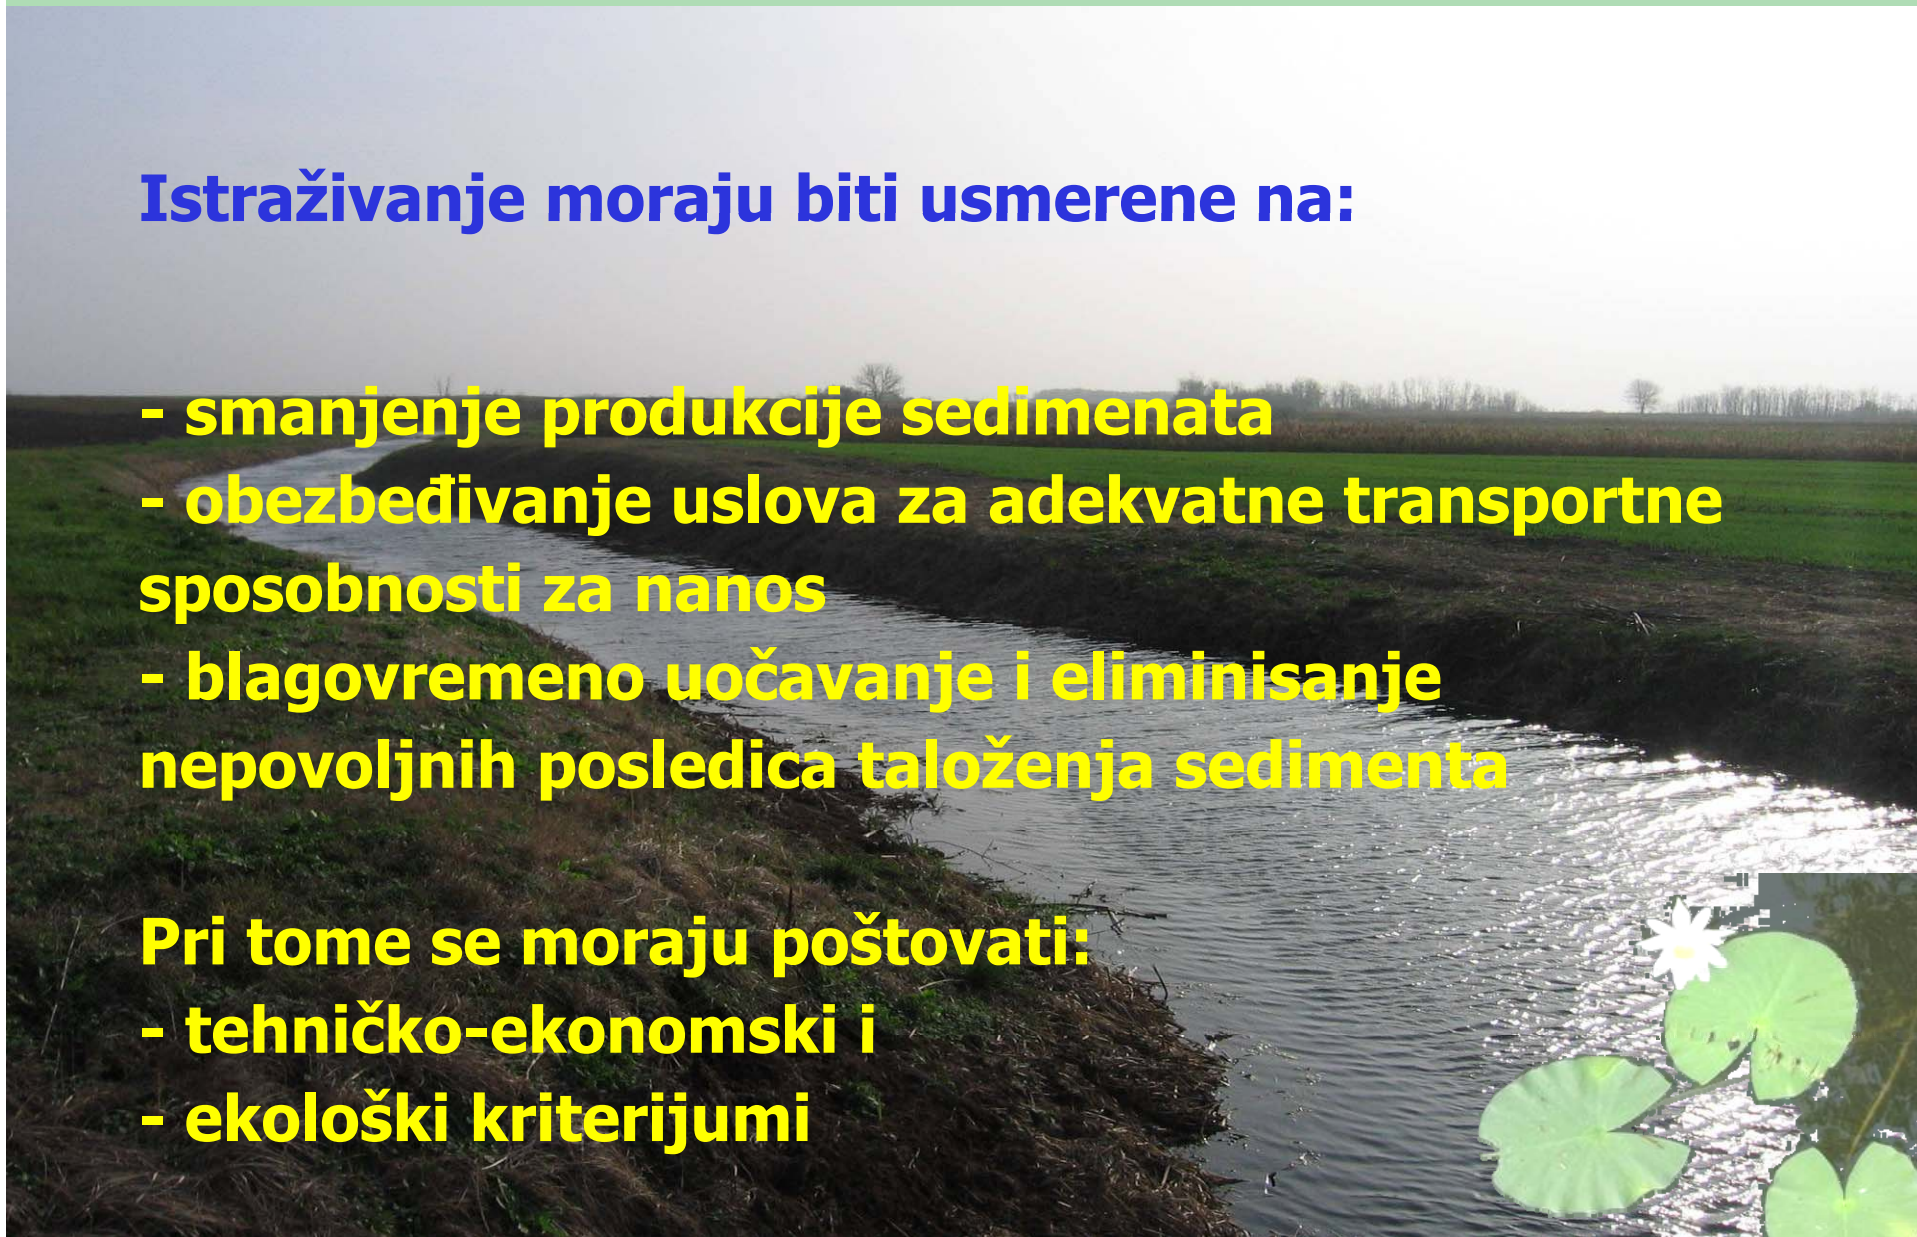 Istraživanje moraju biti usmerene na:
- smanjenje produkcije sedimenata
- obezbeđivanje uslova za adekvatne transportne
sposobnosti za nanos
- blagovremeno uočavanje i eliminisanje
nepovoljnih posledica taloženja sedimenta
Pri tome se moraju poštovati:
- tehničko-ekonomski i
- ekološki kriterijumi